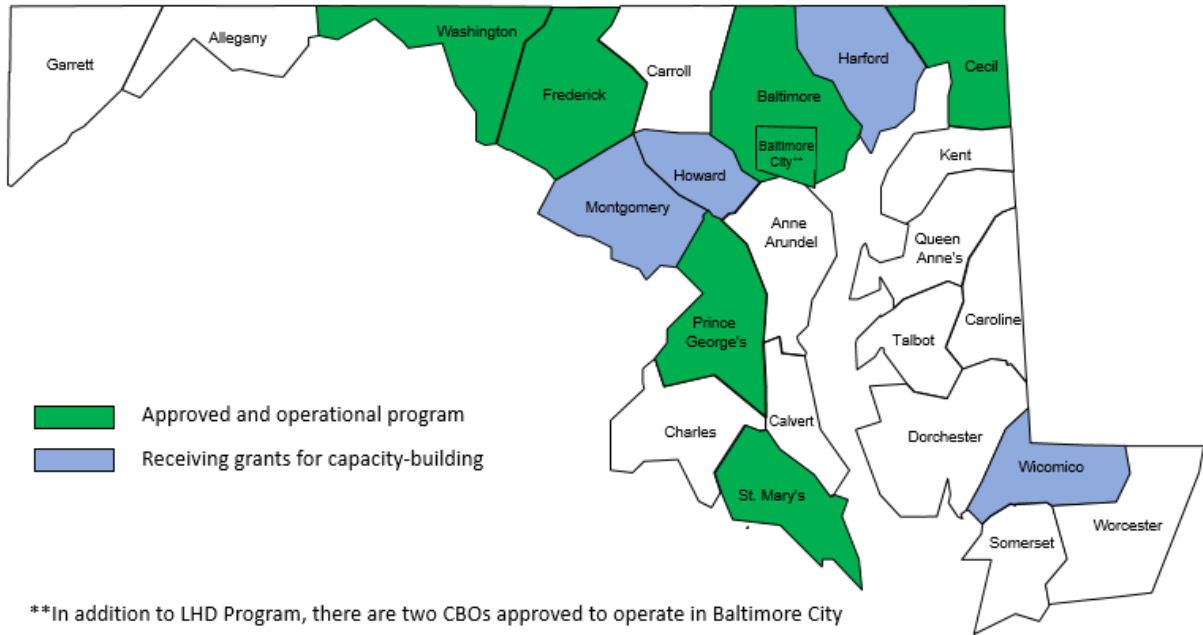 Washington
Allegany
Harford
Garrett
Carroll
Cecil
Frederick
Baltimore
Baltimore
City**
Kent
Howard
Montgomery
Anne
Arundel
Queen
Anne's
Prince
George's
Caroline
Talbot
Approved and operational program
Charles
Calvert
Dorchester
Receiving grants for capacity-building
Wicomico
St. Mary's
Worcester
Somerset
**In addition to LHD Program, there are two CBOs approved to operate in Baltimore City